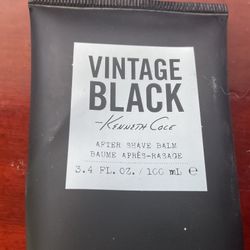 VINTAGE
BLACK
—KENNETH COLE
AFTER SHAVE BALM
BAUME APRÈS-RASAGE
3.4 FL. OZ. / 100 mL ℮